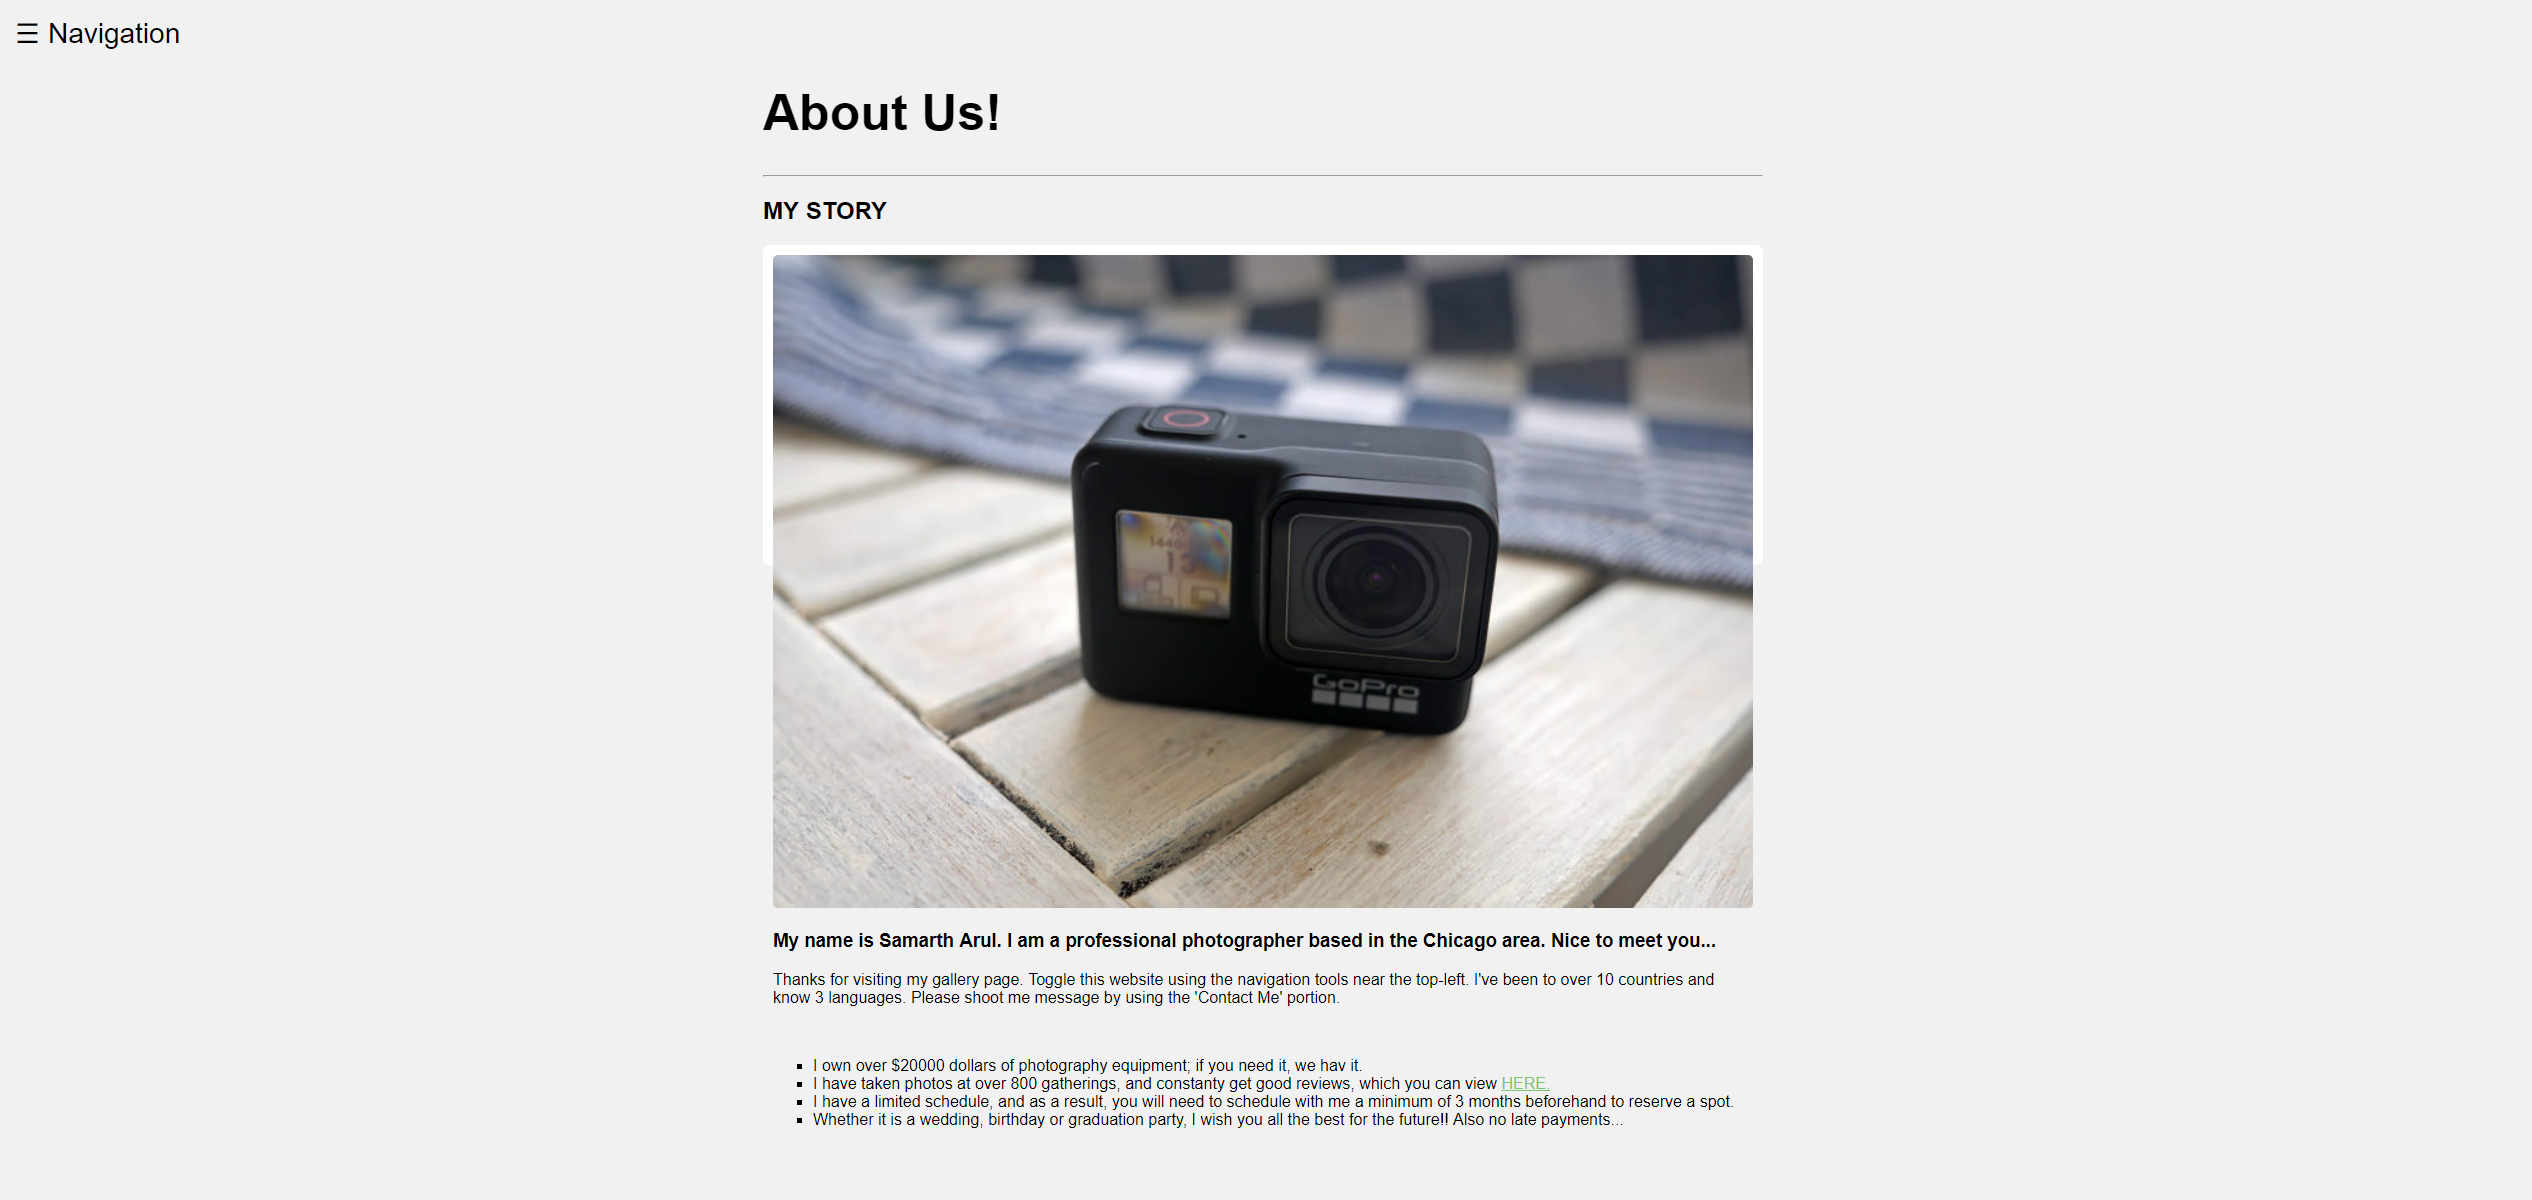 ☰ Navigation
About Us!
MY STORY
GoPro
My name is Samarth Arul. I am a professional photographer based in the Chicago area. Nice to meet you...
Thanks for visiting my gallery page. Toggle this website using the navigation tools near the top-left. I've been to over 10 countries and
know 3 languages. Please shoot me message by using the 'Contact Me' portion.
I own over $20000 dollars of photography equipment; if you need it, we hav it.
I have taken photos at over 800 gatherings, and constanty get good reviews, which you can view HERE.
I have a limited schedule, and as a result, you will need to schedule with me a minimum of 3 months beforehand to reserve a spot.
Whether it is a wedding, birthday or graduation party, I wish you all the best for the future!! Also no late payments...